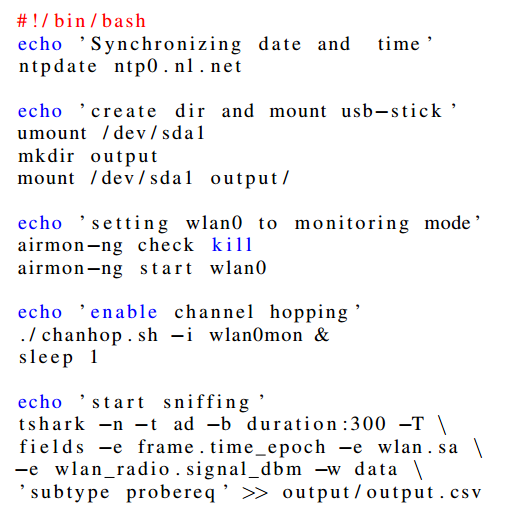 #!/bin/bash
echo 'Synchronizing date and time'
ntpdate ntp0.nl.net
echo 'create dir and mount usb-stick'
umount /dev/sda1
mkdir output
mount /dev/sda1 output/
echo 'setting wlan0 to monitoring mode'
airmon-ng check kill
airmon-ng start wlan0
echo 'enable channel hopping'
./chanhop.sh -i wlan0mon &
sleep 1
echo 'start sniffing'
tshark -n -t ad -b duration:300 -T \
fields -e frame.time_epoch -e wlan.sa \
-e wlan_radio.signal_dbm -w data \
'subtype probereq' >> output/output.csv